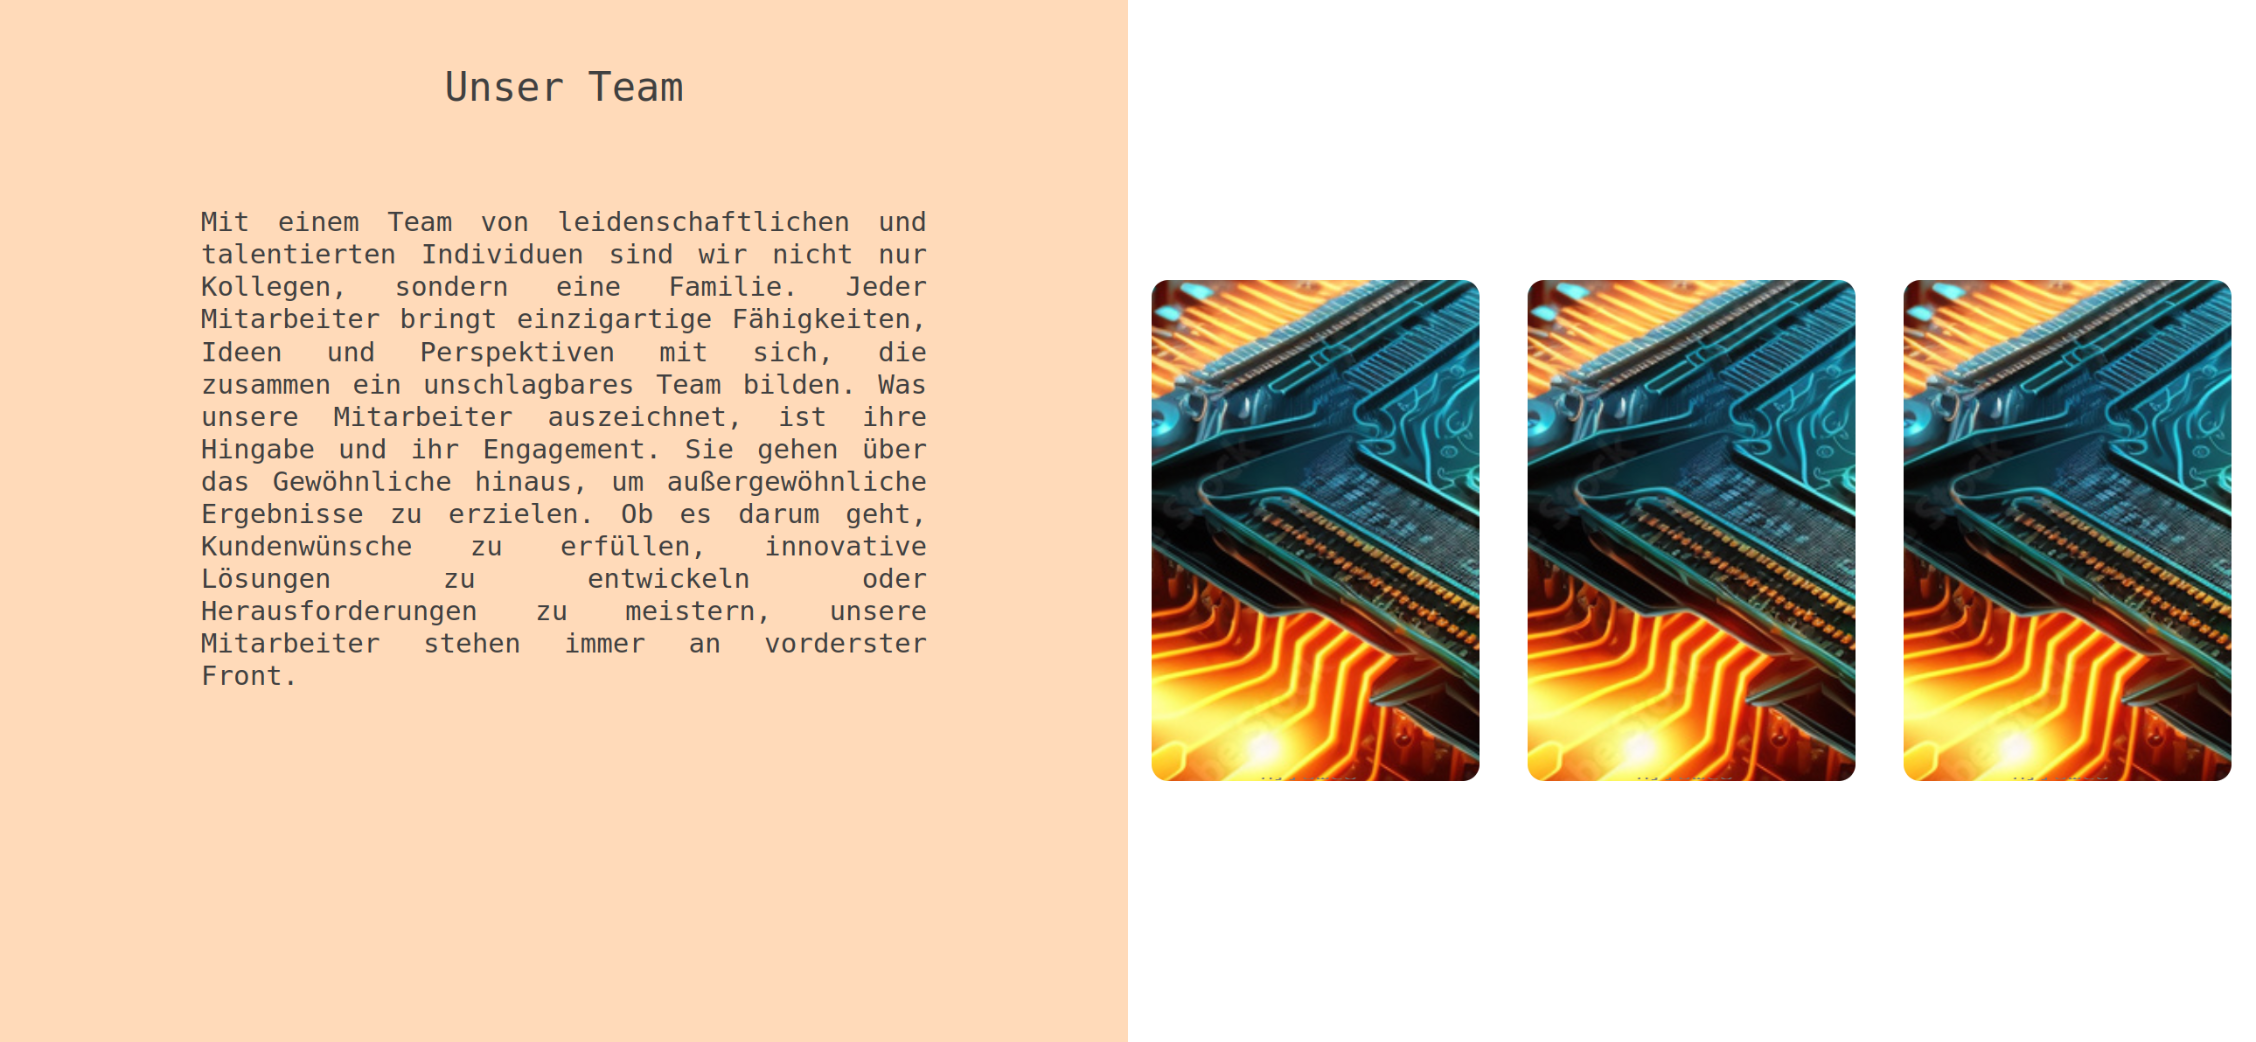 Unser Team
Mit einem Team von leidenschaftlichen und
talentierten Individuen sind wir nicht nur
Kollegen, sondern eine Familie. Jeder
Mitarbeiter bringt einzigartige Fähigkeiten,
Ideen und Perspektiven mit sich, die
zusammen ein unschlagbares Team bilden. Was
unsere Mitarbeiter auszeichnet, ist ihre
Hingabe und ihr Engagement. Sie gehen über
das Gewöhnliche hinaus, um außergewöhnliche
Ergebnisse zu erzielen. Ob es darum geht,
Kundenwünsche zu erfüllen, innovative
Lösungen zu entwickeln oder
Herausforderungen zu meistern, unsere
Mitarbeiter stehen immer an vorderster
Front.